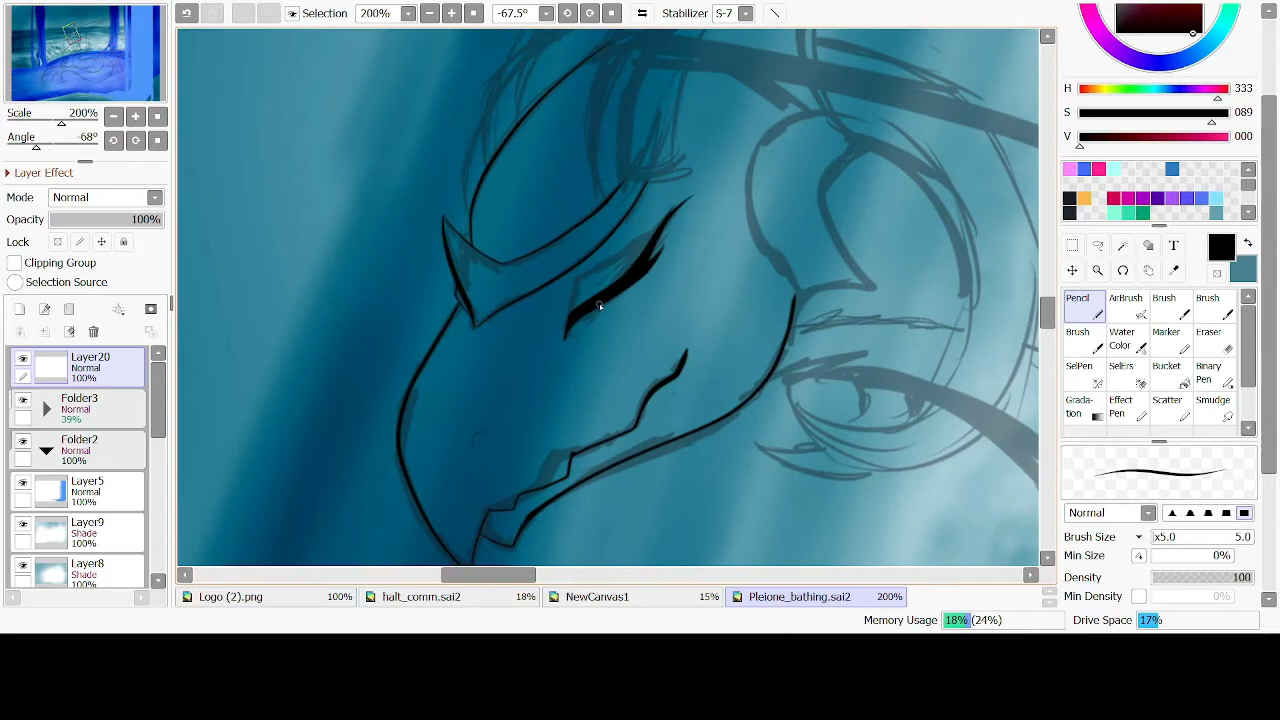 Selection 200% -67.5° Stabilizer S-7
Scale 200%
Angle -68°
Layer Effect
Mode Normal
Opacity 100%
Lock
Clipping Group
Selection Source
Layer20
Normal
100%
Folder3
Normal
39%
Folder2
Normal
100%
Layer5
Normal
100%
Layer9
Shade
100%
Layer8
Shade
100%
H 333
S 089
V 000
T
Pencil AirBrush Brush Brush
Brush Water Color Marker Eraser
SelPen SelErs Bucket Binary Pen
Grada-tion Effect Pen Scatter Smudge
Normal
Brush Size x5.0 5.0
Min Size 0%
Density 100
Min Density 0%
Logo (2).png 100% halt_comm.sai2 18% NewCanvas1 15% Pleione_bathing.sai2 200%
Memory Usage 18% (24%) Drive Space 17%